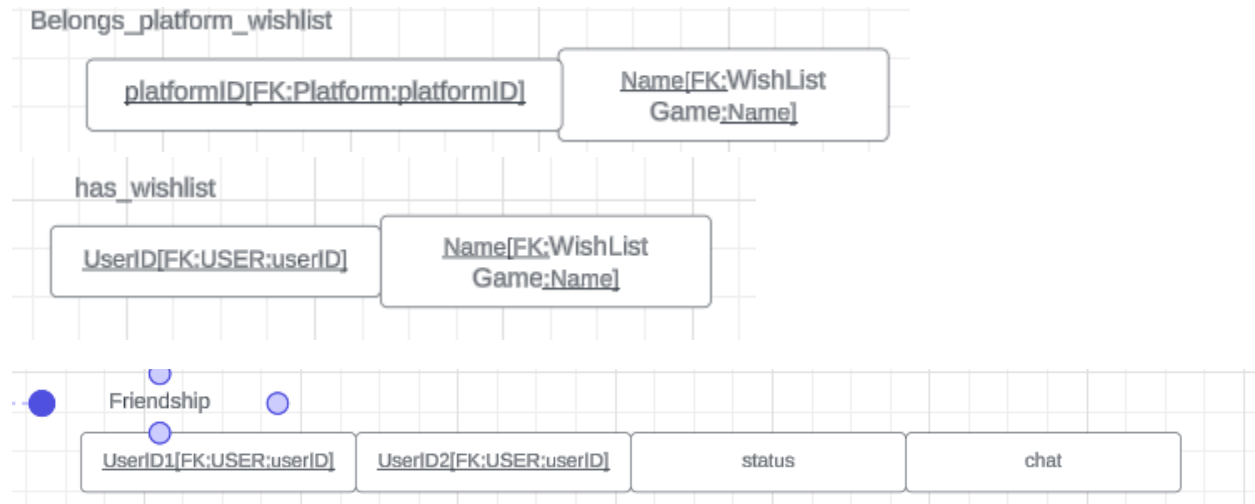 Belongs_platform_wishlist
platformID[FK:Platform:platformID]
Name[FK:WishList
Game:Name]
has_wishlist
UserID[FK:USER:userID]
Name[FK:WishList
Game:Name]
Friendship
UserID1[FK:USER:userID]
UserID2[FK:USER:userID]
status
chat